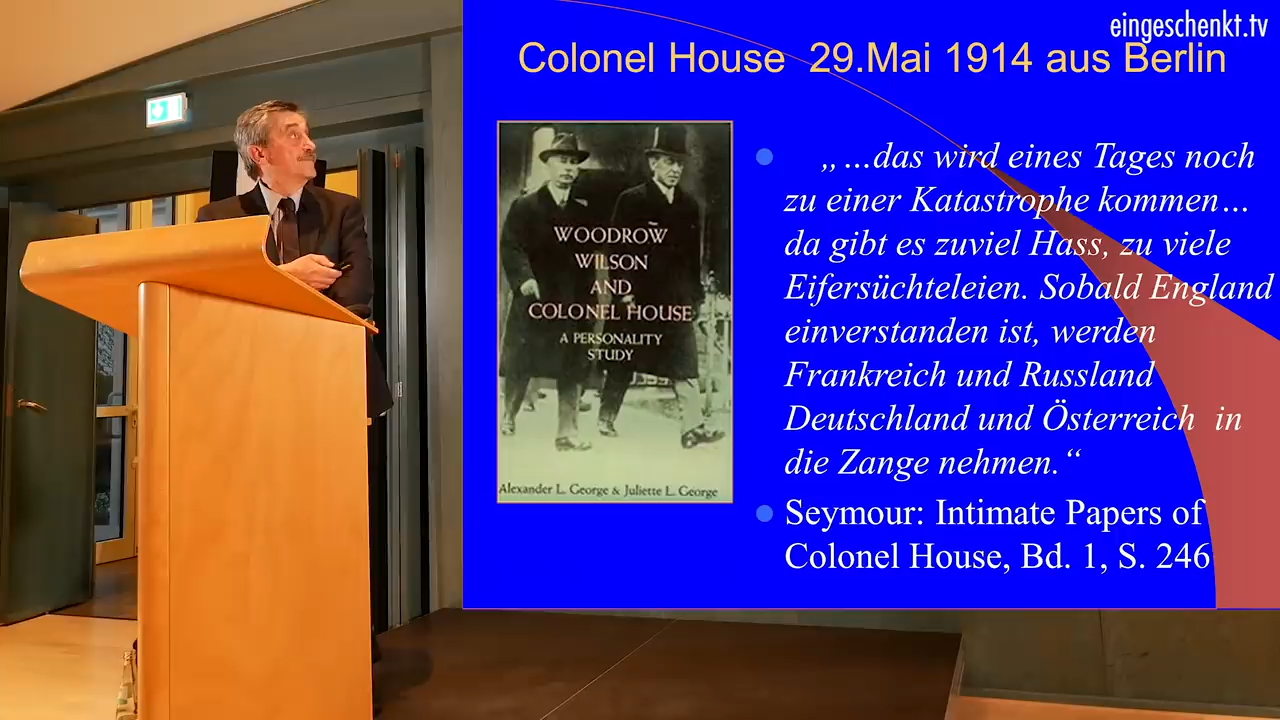 eingeschenkt.tv
Colonel House 29.Mai 1914 aus Berlin
WOODROW
WILSON
AND
COLONEL HOUSE
A PERSONALITY
STUDY
Alexander L. George & Juliette L. George
„…das wird eines Tages noch
zu einer Katastrophe kommen…
da gibt es zuviel Hass, zu viele
Eifersüchteleien. Sobald England
einverstanden ist, werden
Frankreich und Russland
Deutschland und Österreich in
die Zange nehmen.“
Seymour: Intimate Papers of
Colonel House, Bd. 1, S. 246